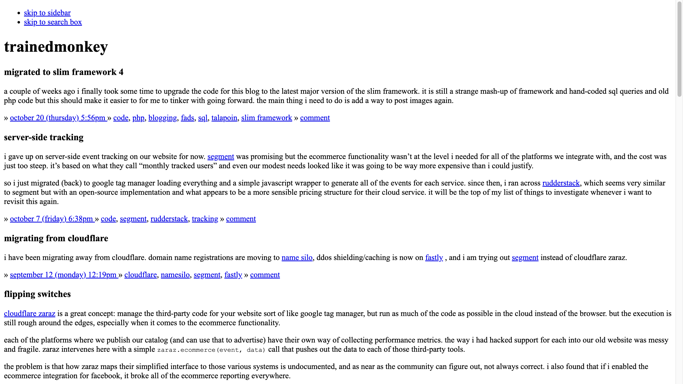 skip to sidebar
skip to search box
trainedmonkey
migrated to slim framework 4
a couple of weeks ago i finally took some time to upgrade the code for this blog to the latest major version of the slim framework. it is still a strange mash-up of framework and hand-coded sql queries and old
php code but this should make it easier to for me to tinker with going forward. the main thing i need to do is add a way to post images again.
» october 20 (thursday) 5:56pm » code, php, blogging, fads, sql, talapoin, slim framework » comment
server-side tracking
i gave up on server-side event tracking on our website for now. segment was promising but the ecommerce functionality wasn't at the level i needed for all of the platforms we integrate with, and the cost was
just too steep. it's based on what they call “monthly tracked users” and even our modest needs looked like it was going to be way more expensive than i could justify.
so i just migrated (back) to google tag manager loading everything and a simple javascript wrapper to generate all of the events for each service. since then, i ran across rudderstack, which seems very similar
to segment but with an open-source implementation and what appears to be a more sensible pricing structure for their cloud service. it will be the top of my list of things to investigate whenever i want to
revisit this again.
» october 7 (friday) 6:38pm » code, segment, rudderstack, tracking » comment
migrating from cloudflare
i have been migrating away from cloudflare. domain name registrations are moving to name silo, ddos shielding/caching is now on fastly , and i am trying out segment instead of cloudflare zaraz.
» september 12 (monday) 12:19pm » cloudflare, namesilo, segment, fastly » comment
flipping switches
cloudflare zaraz is a great concept: manage the third-party code for your website sort of like google tag manager, but run as much of the code as possible in the cloud instead of the browser. but the execution is
still rough around the edges, especially when it comes to the ecommerce functionality.
each of the platforms where we publish our catalog (and can use that to advertise) have their own way of collecting performance metrics. the way i had hacked support for each into our old website was messy
and fragile. zaraz intervenes here with a simple zaraz.ecommerce(event, data) call that pushes out the data to each of those third-party tools.
the problem is that how zaraz maps their simplified interface to those various systems is undocumented, and as near as the community can figure out, not always correct. i also found that if i enabled the
ecommerce integration for facebook, it broke all of the ecommerce reporting everywhere.